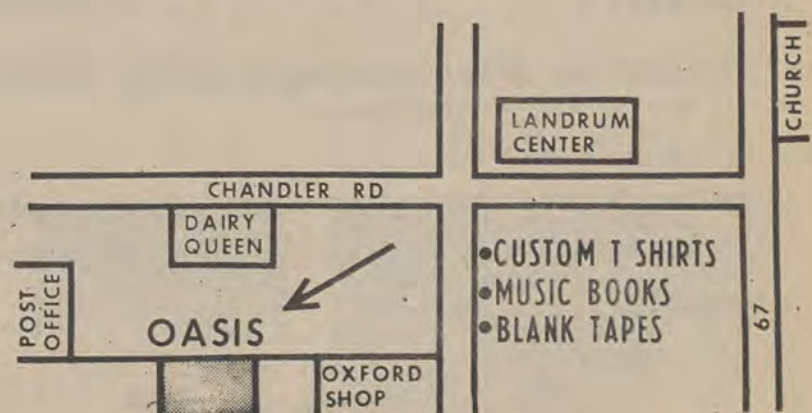 CHURCH
LANDRUM
CENTER
CHANDLER RD
DAIRY
QUEEN
•CUSTOM T SHIRTS
•MUSIC BOOKS
•BLANK TAPES
POST
OFFICE
OASIS
67
OXFORD
SHOP